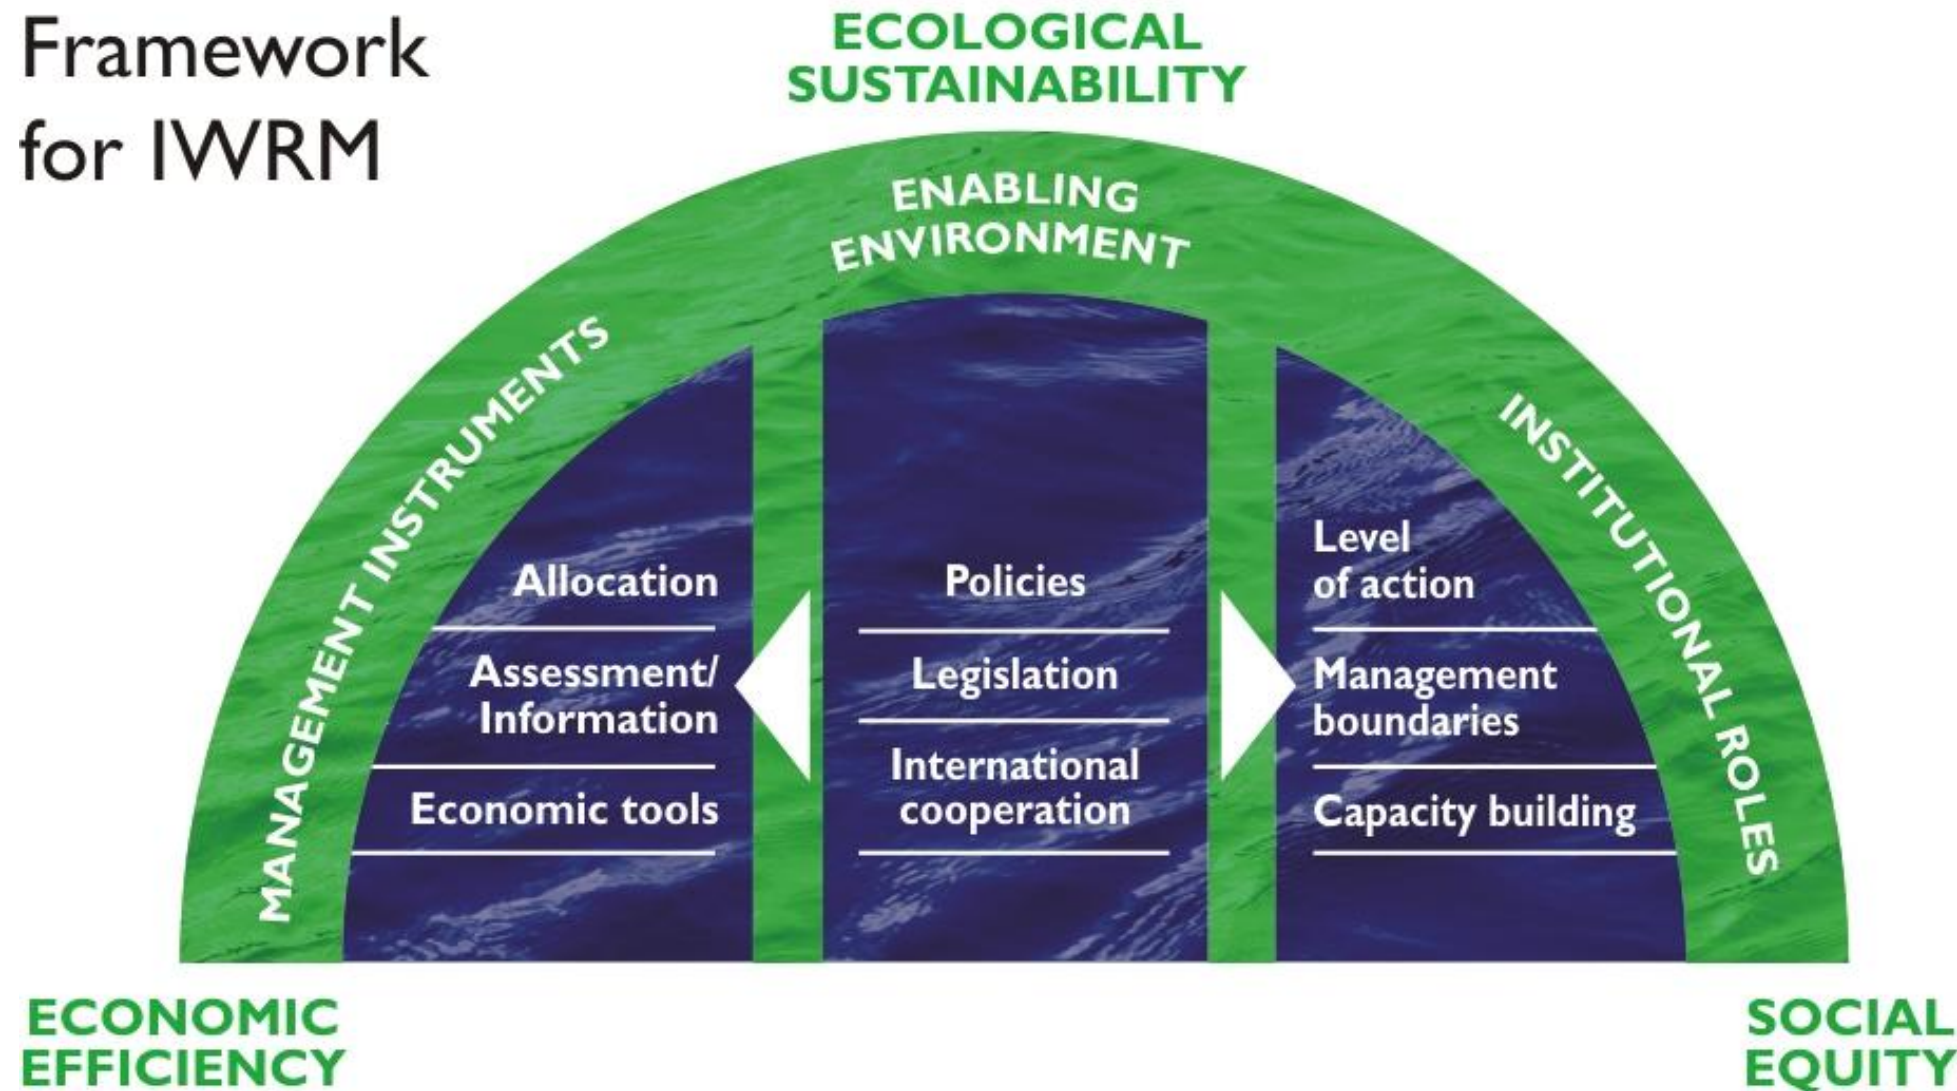 Framework
for IWRM
ECOLOGICAL
SUSTAINABILITY
ENABLING
ENVIRONMENT
MANAGEMENT INSTRUMENTS
INSTITUTIONAL ROLES
Allocation
Assessment/
Information
Economic tools
Policies
Legislation
International
cooperation
Level
of action
Management
boundaries
Capacity building
ECONOMIC
EFFICIENCY
SOCIAL
EQUITY